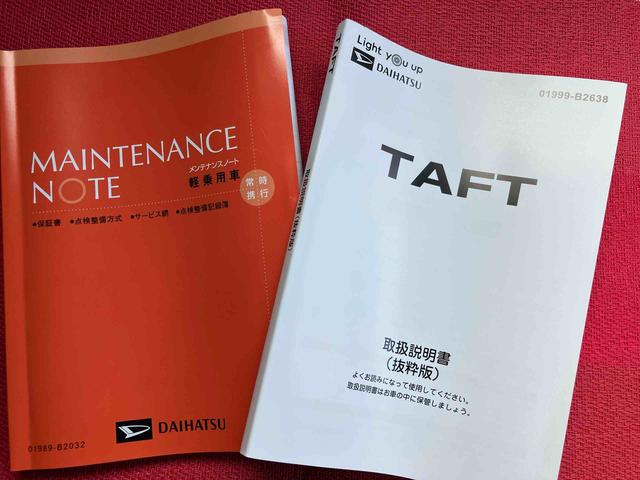 MAINTENANCE
NOTE
メンテナンスノート
軽乗用車
常時
携行
●保証書 ●点検整備方式 ●サービス網 ●点検整備記録簿
DAIHATSU
01989-B2032
TAFT
Light you up
DAIHATSU
01999-B2638
TAFT
取扱説明書
(抜粋版)
よくお読みになって使用してください。
取扱説明書はお車の中に保管しましょう。